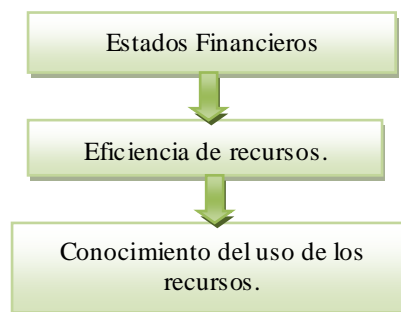 Estados Financieros
Eficiencia de recursos.
Conocimiento del uso de los
recursos.